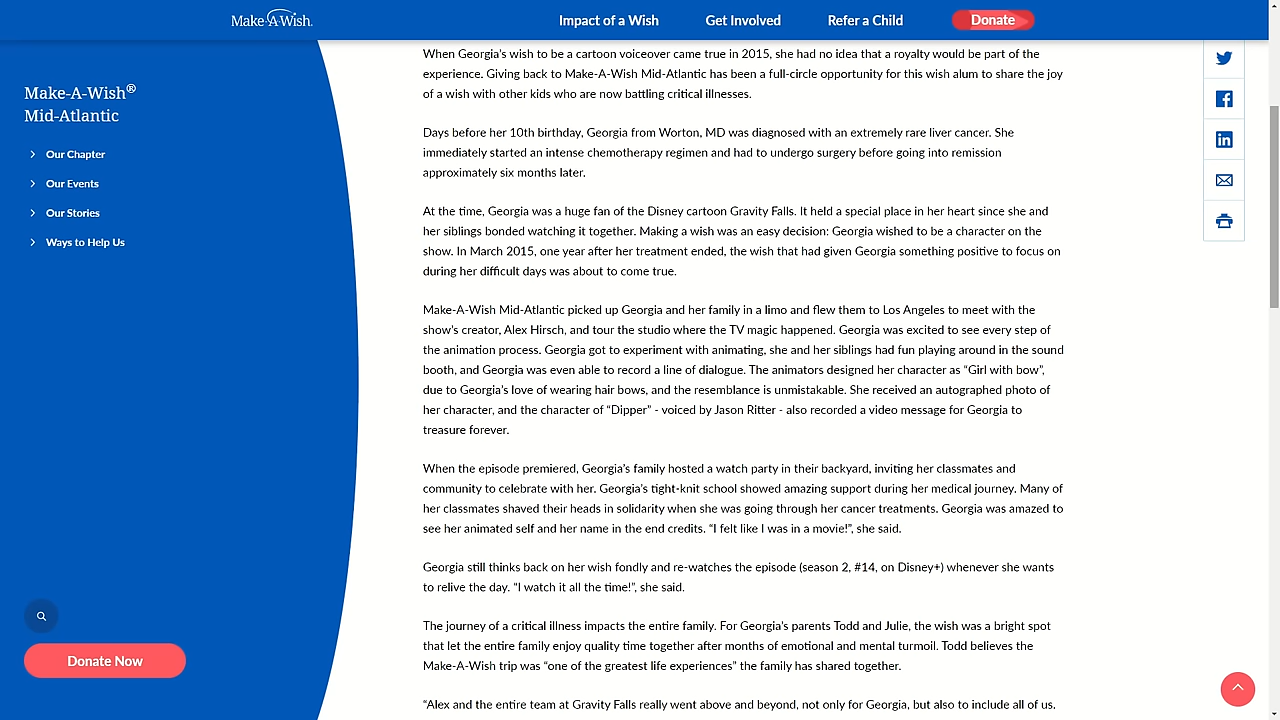 Make-A-Wish.
Impact of a Wish
Get Involved
Refer a Child
Donate
Make-A-Wish®
Mid-Atlantic
Our Chapter
Our Events
Our Stories
Ways to Help Us
Donate Now
When Georgia's wish to be a cartoon voiceover came true in 2015, she had no idea that a royalty would be part of the
experience. Giving back to Make-A-Wish Mid-Atlantic has been a full-circle opportunity for this wish alum to share the joy
of a wish with other kids who are now battling critical illnesses.
Days before her 10th birthday, Georgia from Worton, MD was diagnosed with an extremely rare liver cancer. She
immediately started an intense chemotherapy regimen and had to undergo surgery before going into remission
approximately six months later.
At the time, Georgia was a huge fan of the Disney cartoon Gravity Falls. It held a special place in her heart since she and
her siblings bonded watching it together. Making a wish was an easy decision: Georgia wished to be a character on the
show. In March 2015, one year after her treatment ended, the wish that had given Georgia something positive to focus on
during her difficult days was about to come true.
Make-A-Wish Mid-Atlantic picked up Georgia and her family in a limo and flew them to Los Angeles to meet with the
show's creator, Alex Hirsch, and tour the studio where the TV magic happened. Georgia was excited to see every step of
the animation process. Georgia got to experiment with animating, she and her siblings had fun playing around in the sound
booth, and Georgia was even able to record a line of dialogue. The animators designed her character as “Girl with bow”,
due to Georgia's love of wearing hair bows, and the resemblance is unmistakable. She received an autographed photo of
her character, and the character of “Dipper” - voiced by Jason Ritter - also recorded a video message for Georgia to
treasure forever.
When the episode premiered, Georgia's family hosted a watch party in their backyard, inviting her classmates and
community to celebrate with her. Georgia's tight-knit school showed amazing support during her medical journey. Many of
her classmates shaved their heads in solidarity when she was going through her cancer treatments. Georgia was amazed to
see her animated self and her name in the end credits. “I felt like I was in a movie!”, she said.
Georgia still thinks back on her wish fondly and re-watches the episode (season 2, #14, on Disney+) whenever she wants
to relive the day. “I watch it all the time!”, she said.
The journey of a critical illness impacts the entire family. For Georgia's parents Todd and Julie, the wish was a bright spot
that let the entire family enjoy quality time together after months of emotional and mental turmoil. Todd believes the
Make-A-Wish trip was “one of the greatest life experiences” the family has shared together.
“Alex and the entire team at Gravity Falls really went above and beyond, not only for Georgia, but also to include all of us.